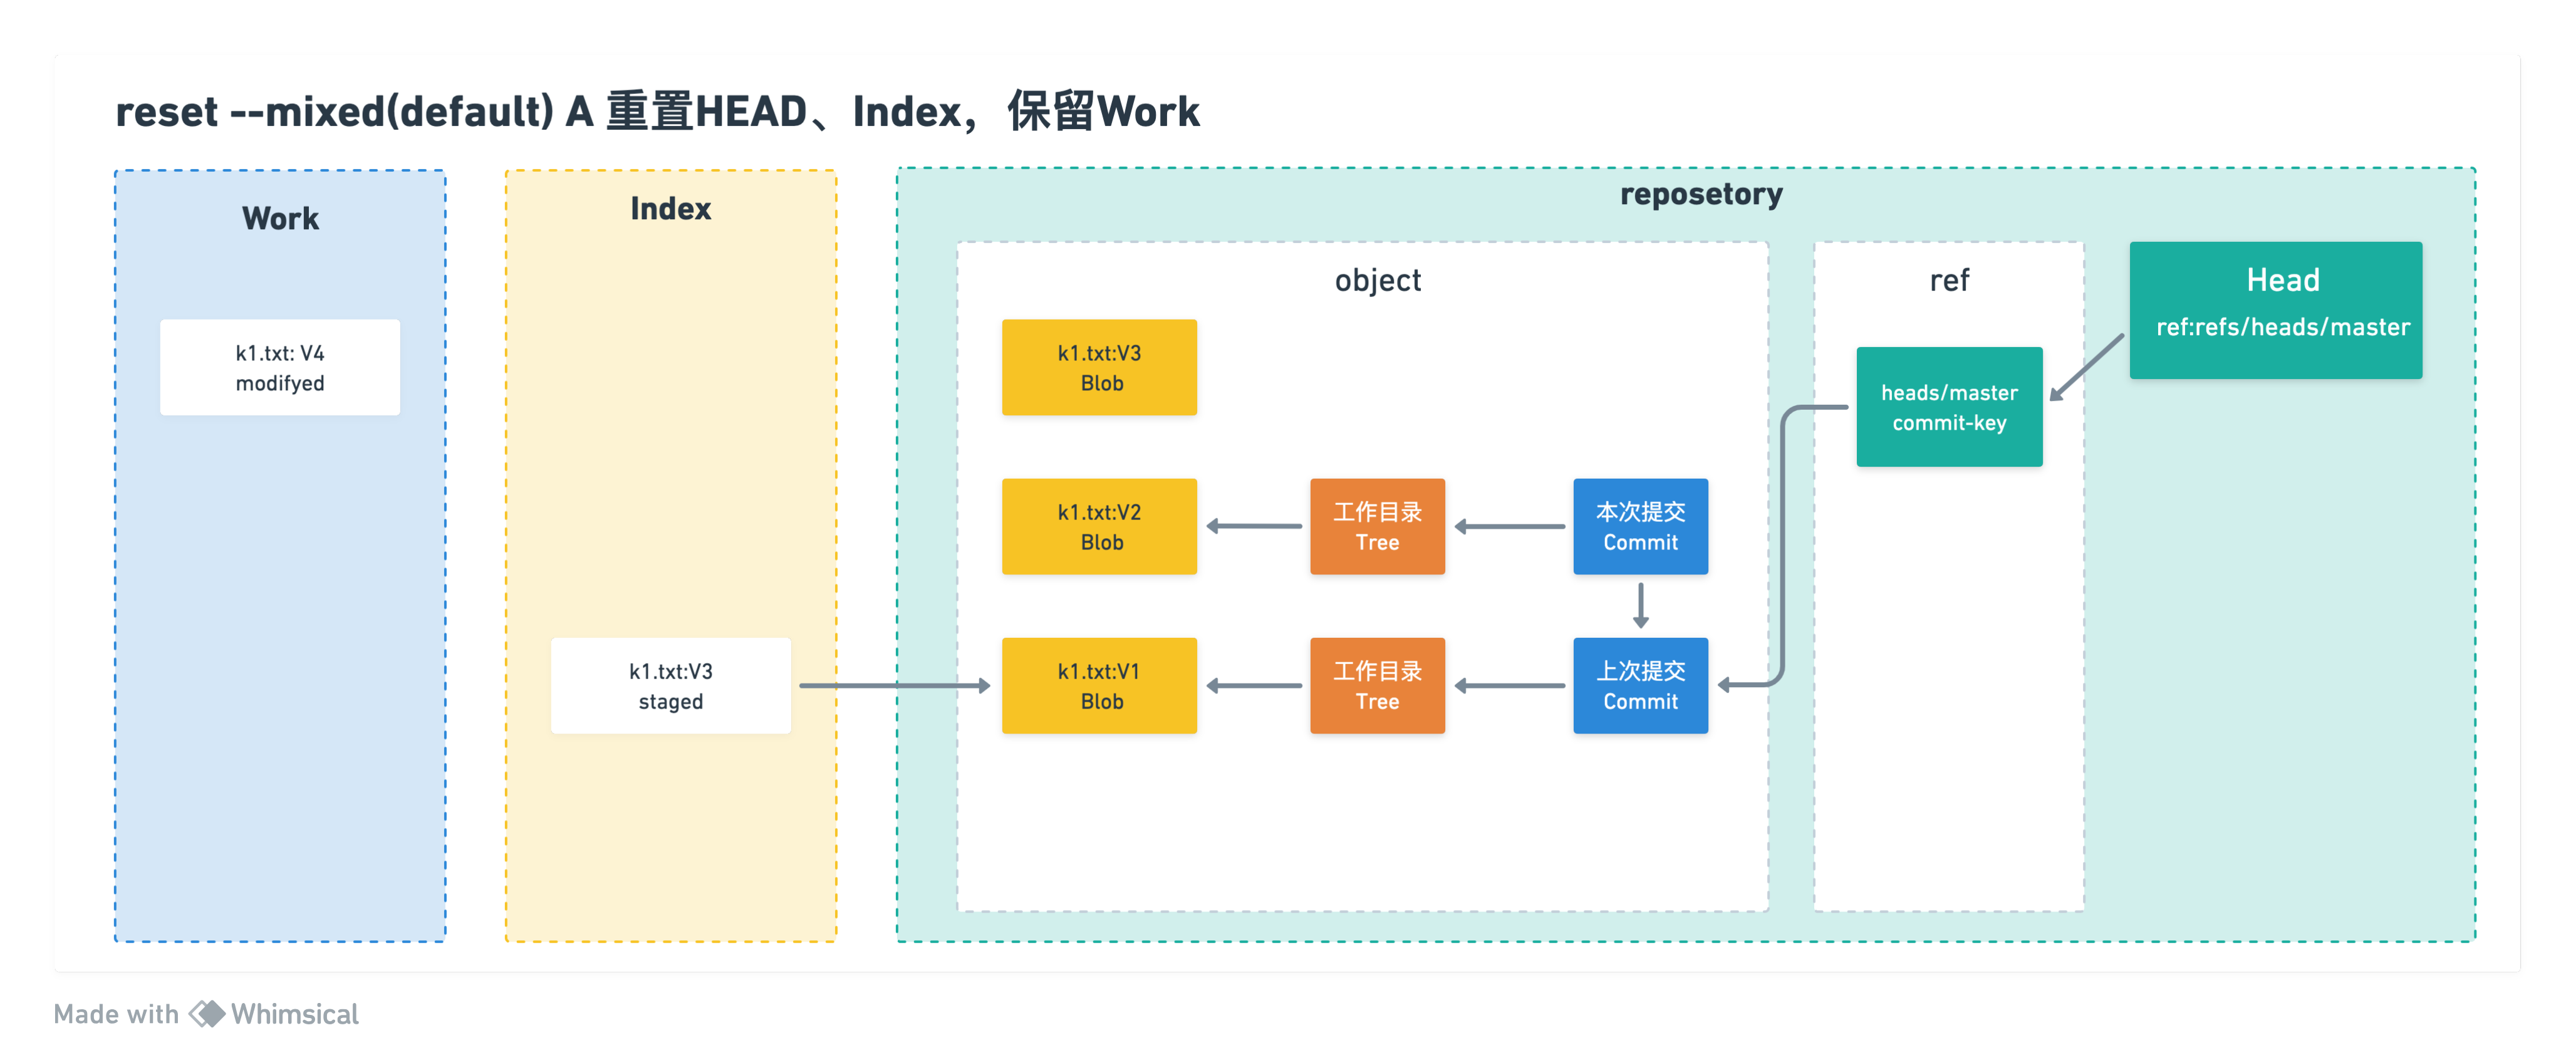 reset --mixed(default) A 重置HEAD、Index，保留Work
Work
k1.txt: V4
modifyed
Index
k1.txt:V3
staged
reposetory
object
k1.txt:V3
Blob
k1.txt:V2
Blob
工作目录
Tree
本次提交
Commit
k1.txt:V1
Blob
工作目录
Tree
上次提交
Commit
ref
heads/master
commit-key
Head
ref:refs/heads/master
Made with Whimsical